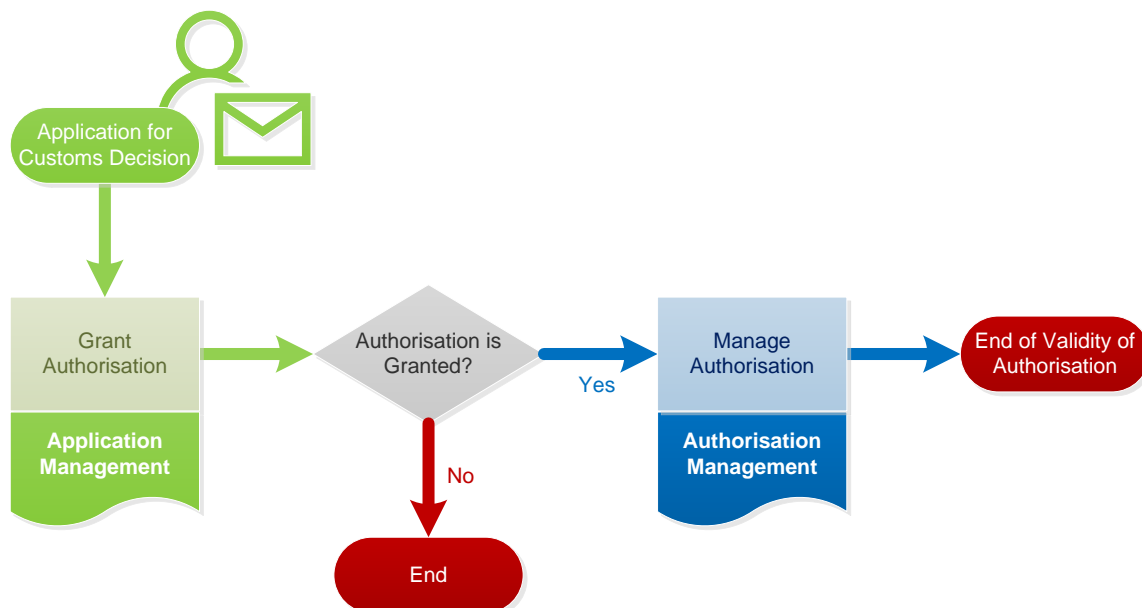 Application for
Customs Decision
Grant
Authorisation
Application
Management
Authorisation is
Granted?
Yes
No
End
Manage
Authorisation
Authorisation
Management
End of Validity of
Authorisation